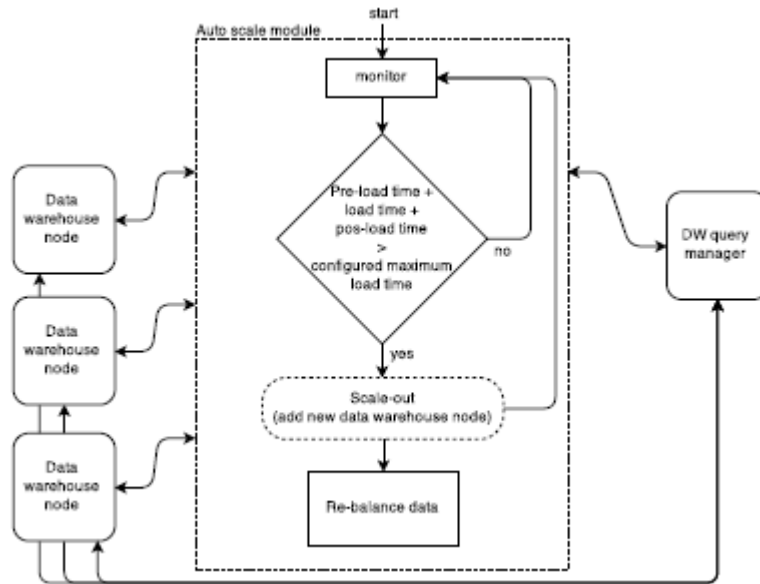 start
Auto scale module
monitor
Pre-load time +
load time +
pos-load time
>
configured maximum
load time
no
yes
Scale-out
(add new data warehouse node)
Re-balance data
Data
warehouse
node
Data
warehouse
node
Data
warehouse
node
DW query
manager